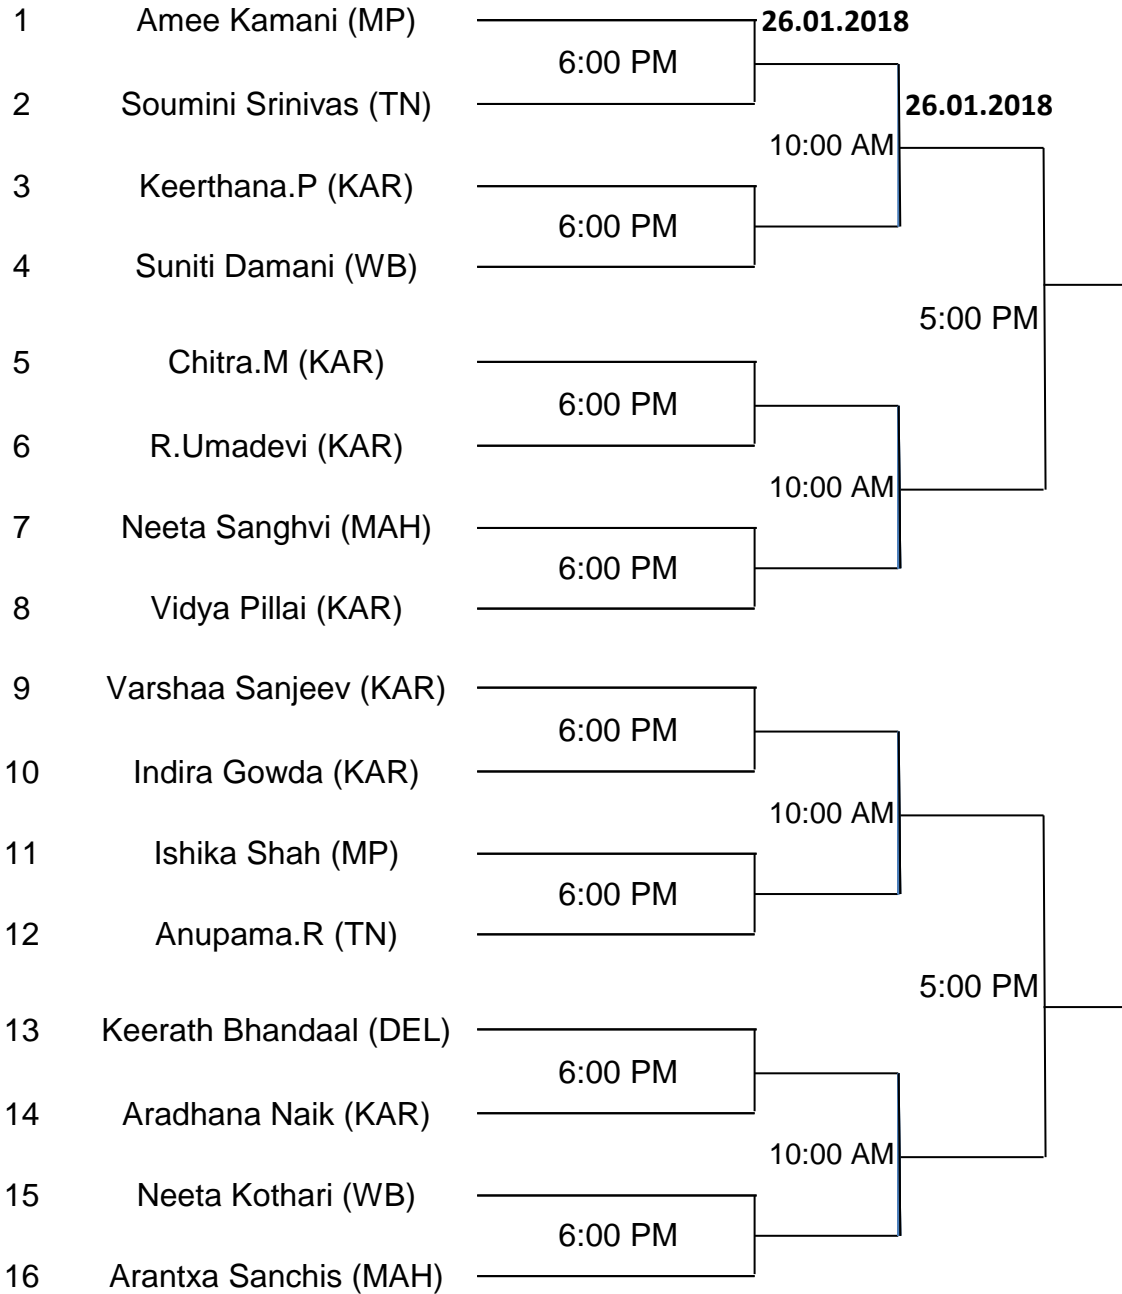 1 Amee Kamani (MP) 26.01.2018
6:00 PM
2 Soumini Srinivas (TN) 26.01.2018
10:00 AM
3 Keerthana.P (KAR)
6:00 PM
4 Suniti Damani (WB)
5:00 PM
5 Chitra.M (KAR)
6:00 PM
6 R.Umadevi (KAR)
10:00 AM
7 Neeta Sanghvi (MAH)
6:00 PM
8 Vidya Pillai (KAR)
9 Varshaa Sanjeev (KAR)
6:00 PM
10 Indira Gowda (KAR)
10:00 AM
11 Ishika Shah (MP)
6:00 PM
12 Anupama.R (TN)
5:00 PM
13 Keerath Bhandaal (DEL)
6:00 PM
14 Aradhana Naik (KAR)
10:00 AM
15 Neeta Kothari (WB)
6:00 PM
16 Arantxa Sanchis (MAH)